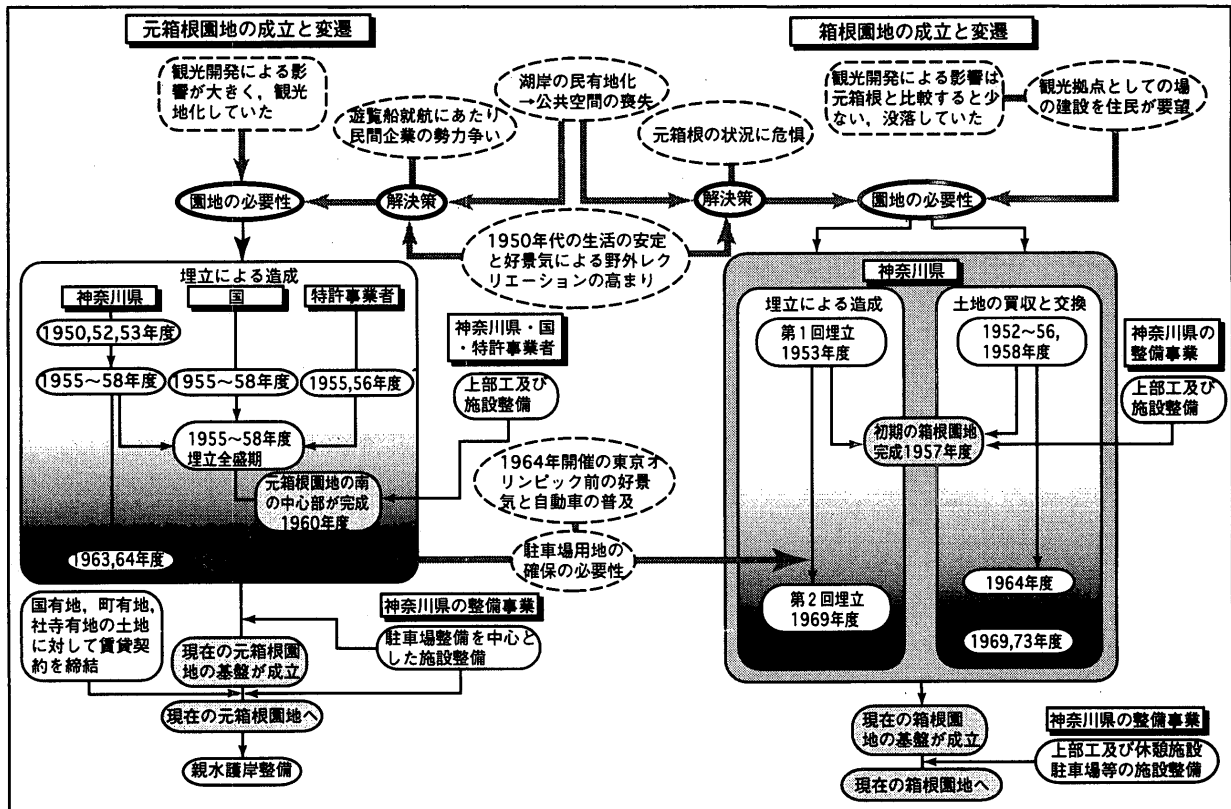 元箱根園地の成立と変遷
観光開発による影
響が大きく，観光
地化していた
遊覧船就航にあたり
民間企業の勢力争い
湖岸の民有地化
→公共空間の喪失
園地の必要性
解決策
箱根園地の成立と変遷
観光開発による影響は
元箱根と比較すると少
ない，没落していた
観光拠点としての場
の建設を住民が要望
元箱根の状況に危惧
解決策
園地の必要性
1950年代の生活の安定
と好景気による野外レク
リエーションの高まり
埋立による造成
神奈川県
国
特許事業者
1950,52,53年度
1955～58年度
1955～58年度
1955,56年度
1955～58年度
埋立全盛期
元箱根園地の南
の中心部が完成
1960年度
1963,64年度
神奈川県・国
・特許事業者
上部工及び
施設整備
1964年開催の東京オ
リンピック前の好景
気と自動車の普及
駐車場用地の
確保の必要性
神奈川県
埋立による造成
第1回埋立
1953年度
土地の買収と交換
1952～56,
1958年度
初期の箱根園地
完成1957年度
第2回埋立
1969年度
1964年度
1969,73年度
神奈川県の
整備事業
上部工及び
施設整備
国有地，町有地，
社寺有地の土地
に対して賃貸契
約を締結
現在の元箱根園
地の基盤が成立
神奈川県の整備事業
駐車場整備を中心と
した施設整備
現在の元箱根園地へ
親水護岸整備
現在の箱根園
地の基盤が成立
神奈川県の整備事業
上部工及び休憩施設
駐車場等の施設整備
現在の箱根園地へ